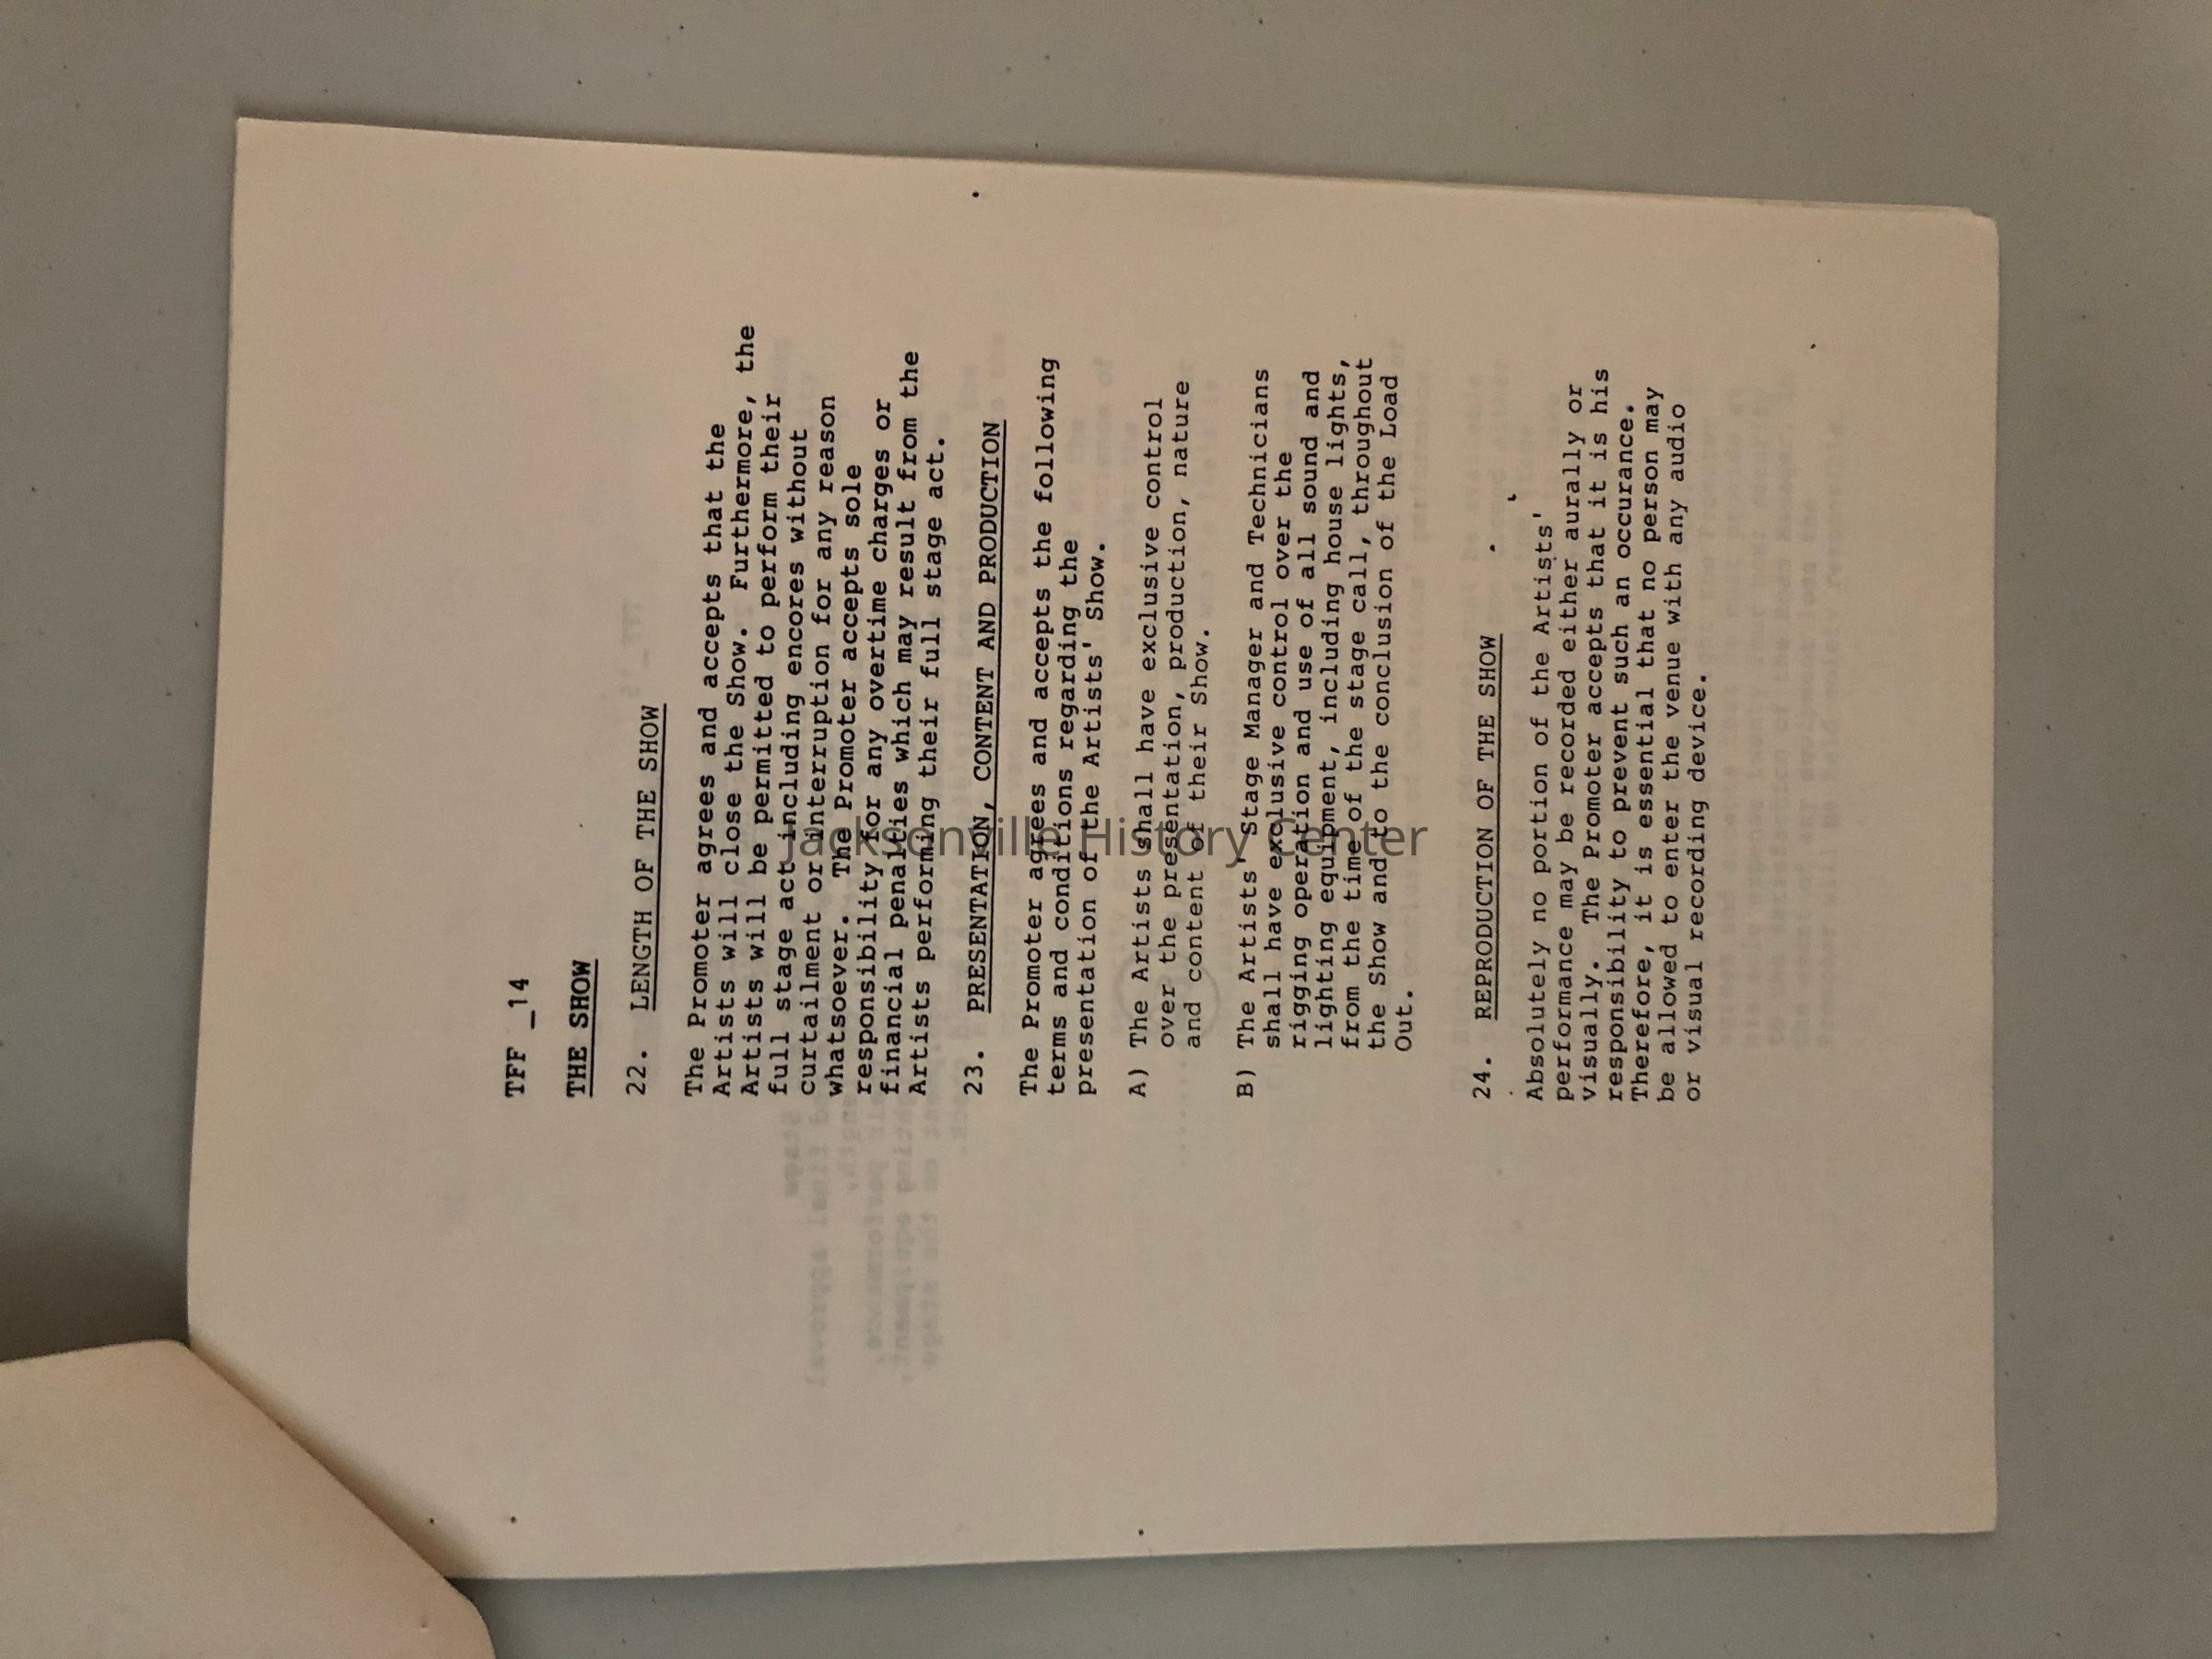 TFF _14
THE SHOW
22. LENGTH OF THE SHOW
The Promoter agrees and accepts that the
Artists will close the Show. Furthermore, the
Artists will be permitted to perform their
full stage act including encores without
curtailment or interruption for any reason
whatsoever. The Promoter accepts sole
responsibility for any overtime charges or
financial penalties which may result from the
Artists performing their full stage act.
23. PRESENTATION, CONTENT AND PRODUCTION
The Promoter agrees and accepts the following
terms and conditions regarding the
presentation of the Artists' Show.
A) The Artists shall have exclusive control
over the presentation, production, nature
and content of their Show.
B) The Artists' Stage Manager and Technicians
shall have exclusive control over the
rigging operation and use of all sound and
lighting equipment, including house lights,
from the time of the stage call, throughout
the Show and to the conclusion of the Load
Out.
24. REPRODUCTION OF THE SHOW
Absolutely no portion of the Artists'
performance may be recorded either aurally or
visually. The Promoter accepts that it is his
responsibility to prevent such an occurance.
Therefore, it is essential that no person may
be allowed to enter the venue with any audio
or visual recording device.
Jacksonville History Center